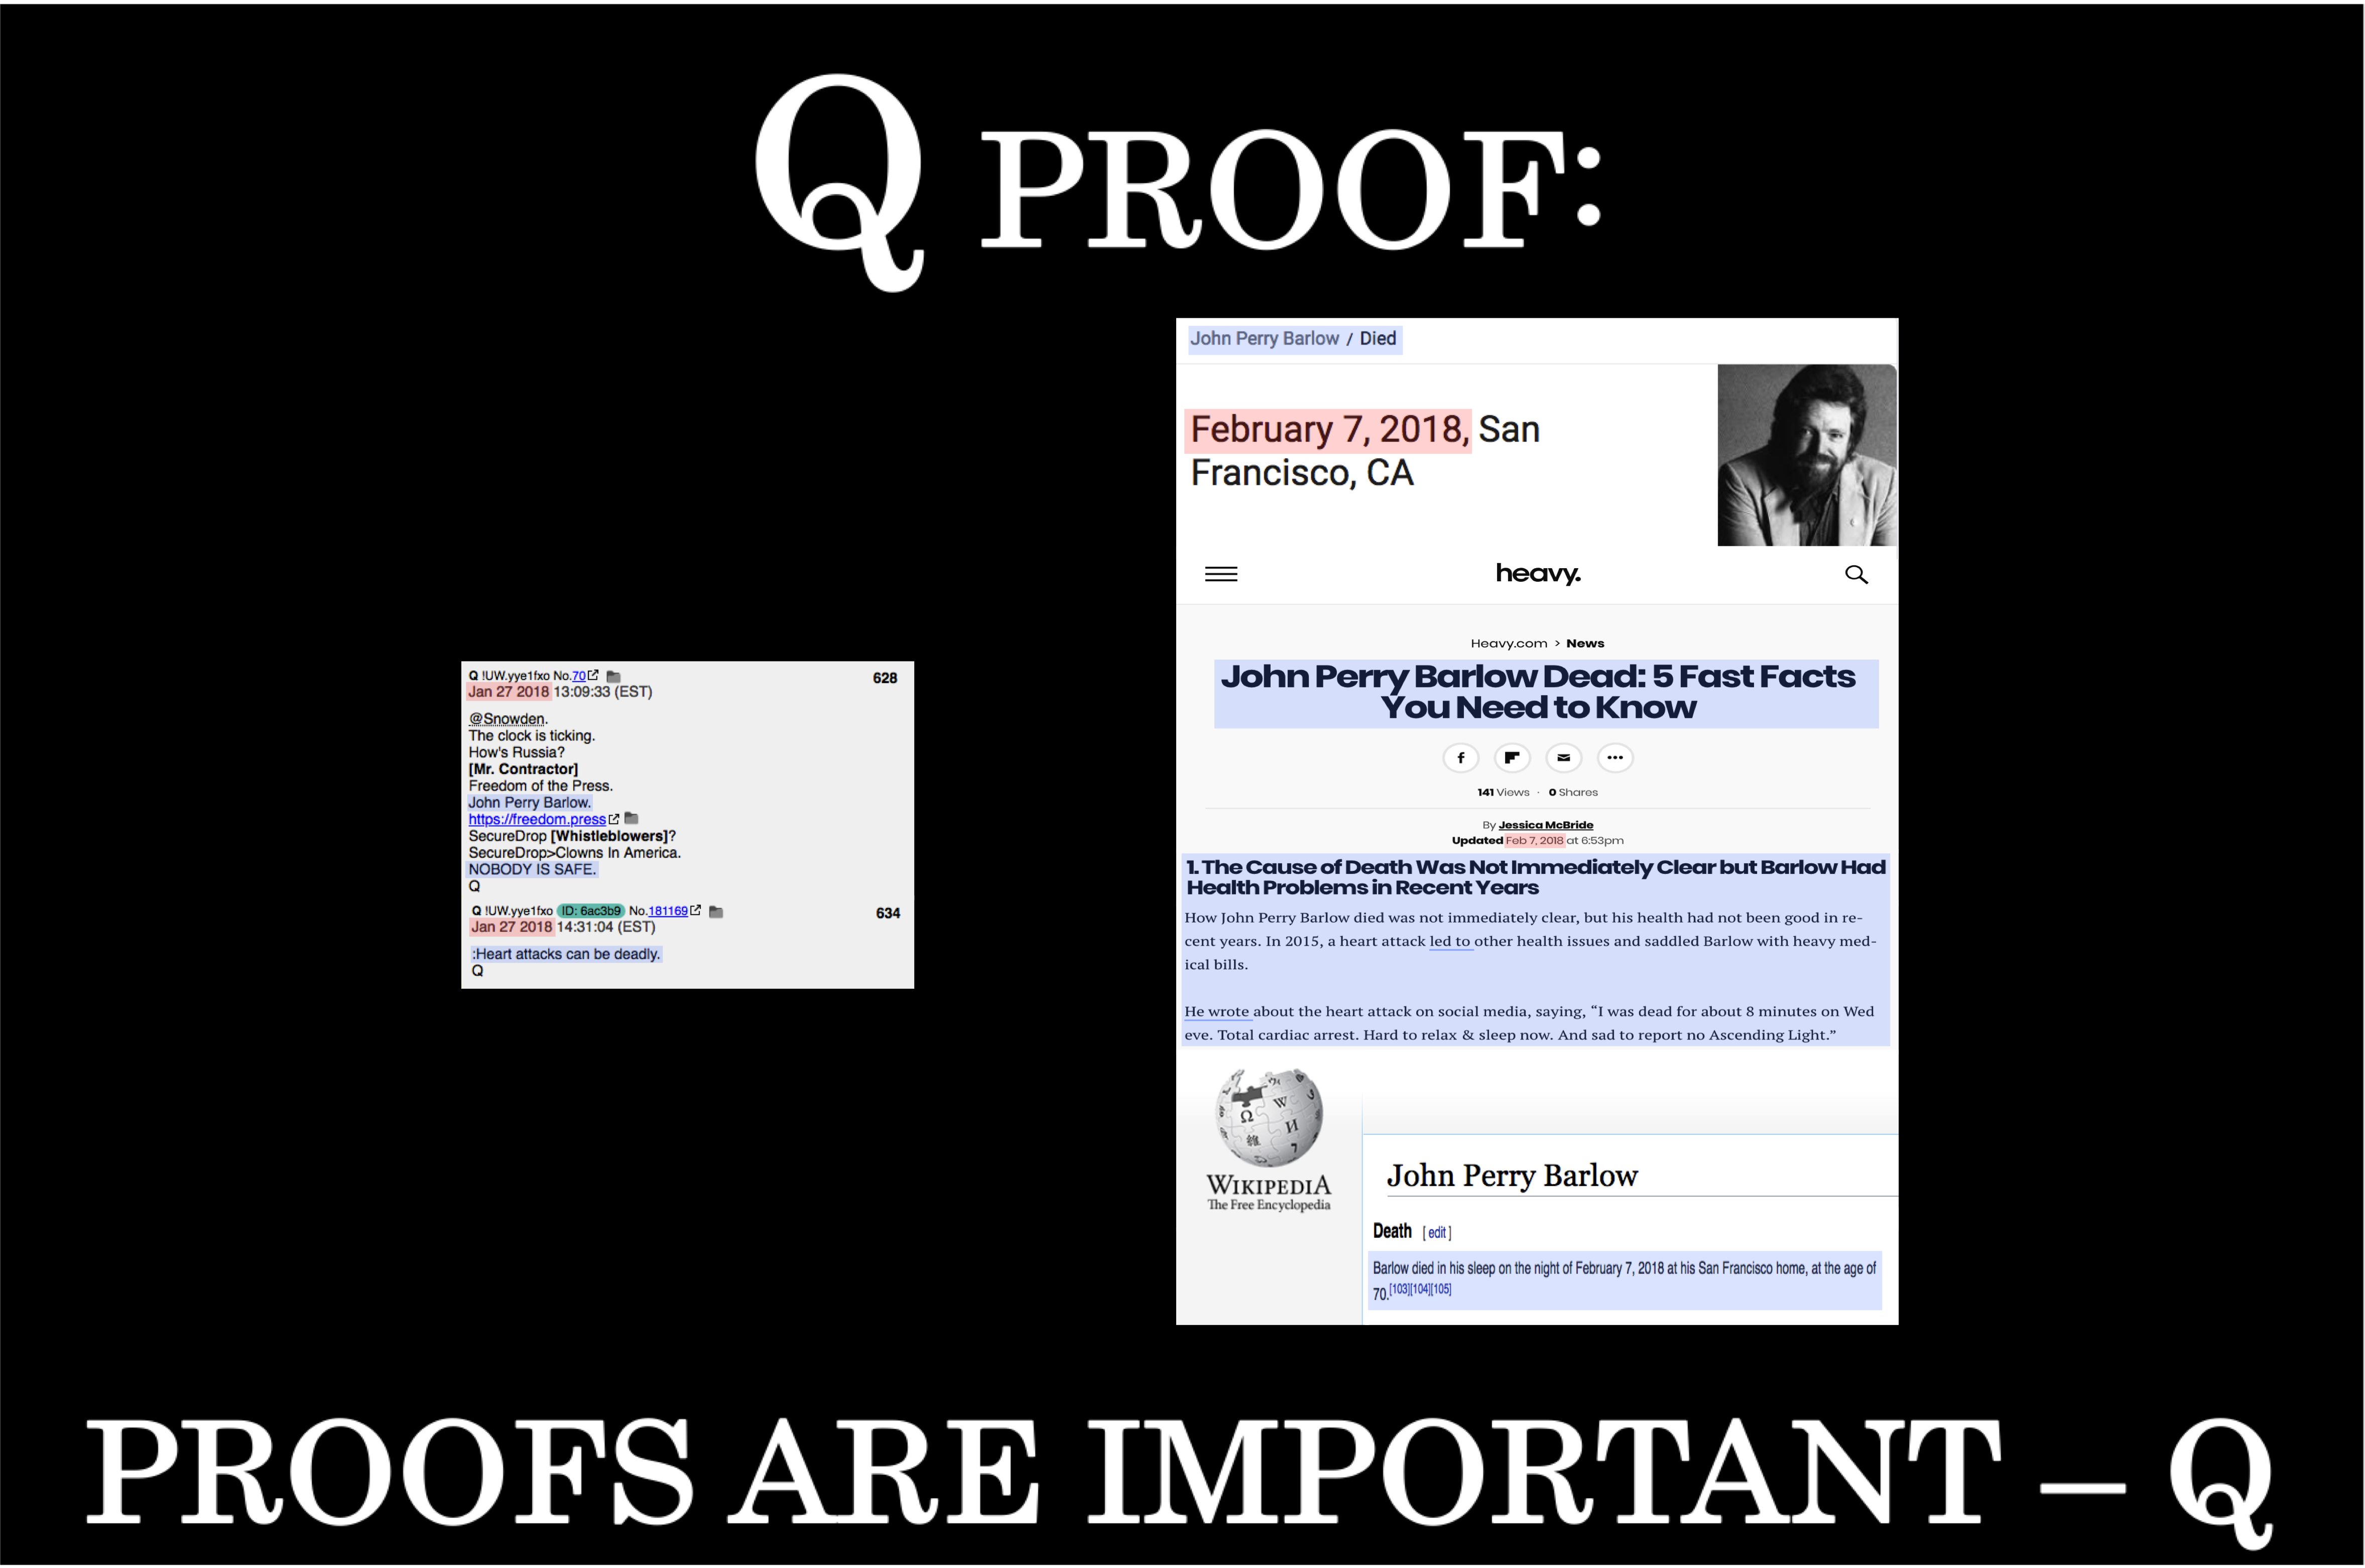 Q PROOF:
Q !UW.yye1fxo No.70
628
Jan 27 2018 13:09:33 (EST)
@Snowden.
The clock is ticking.
How's Russia?
[Mr. Contractor]
Freedom of the Press.
John Perry Barlow.
https://freedom.press
SecureDrop [Whistleblowers]?
SecureDrop>Clowns In America.
NOBODY IS SAFE.
Q
Q !UW.yye1fxo ID: 6ac3b9 No.181169
634
Jan 27 2018 14:31:04 (EST)
:Heart attacks can be deadly.
Q
John Perry Barlow / Died
February 7, 2018, San
Francisco, CA
heavy.
Heavy.com > News
John Perry Barlow Dead: 5 Fast Facts
You Need to Know
141 Views · 0 Shares
By Jessica McBride
Updated Feb 7, 2018 at 6:53pm
1. The Cause of Death Was Not Immediately Clear but Barlow Had
Health Problems in Recent Years
How John Perry Barlow died was not immediately clear, but his health had not been good in re-
cent years. In 2015, a heart attack led to other health issues and saddled Barlow with heavy med-
ical bills.
He wrote about the heart attack on social media, saying, “I was dead for about 8 minutes on Wed
eve. Total cardiac arrest. Hard to relax & sleep now. And sad to report no Ascending Light.”
WIKIPEDIA
The Free Encyclopedia
John Perry Barlow
Death [ edit ]
Barlow died in his sleep on the night of February 7, 2018 at his San Francisco home, at the age of
70.[103][104][105]
PROOFS ARE IMPORTANT – Q